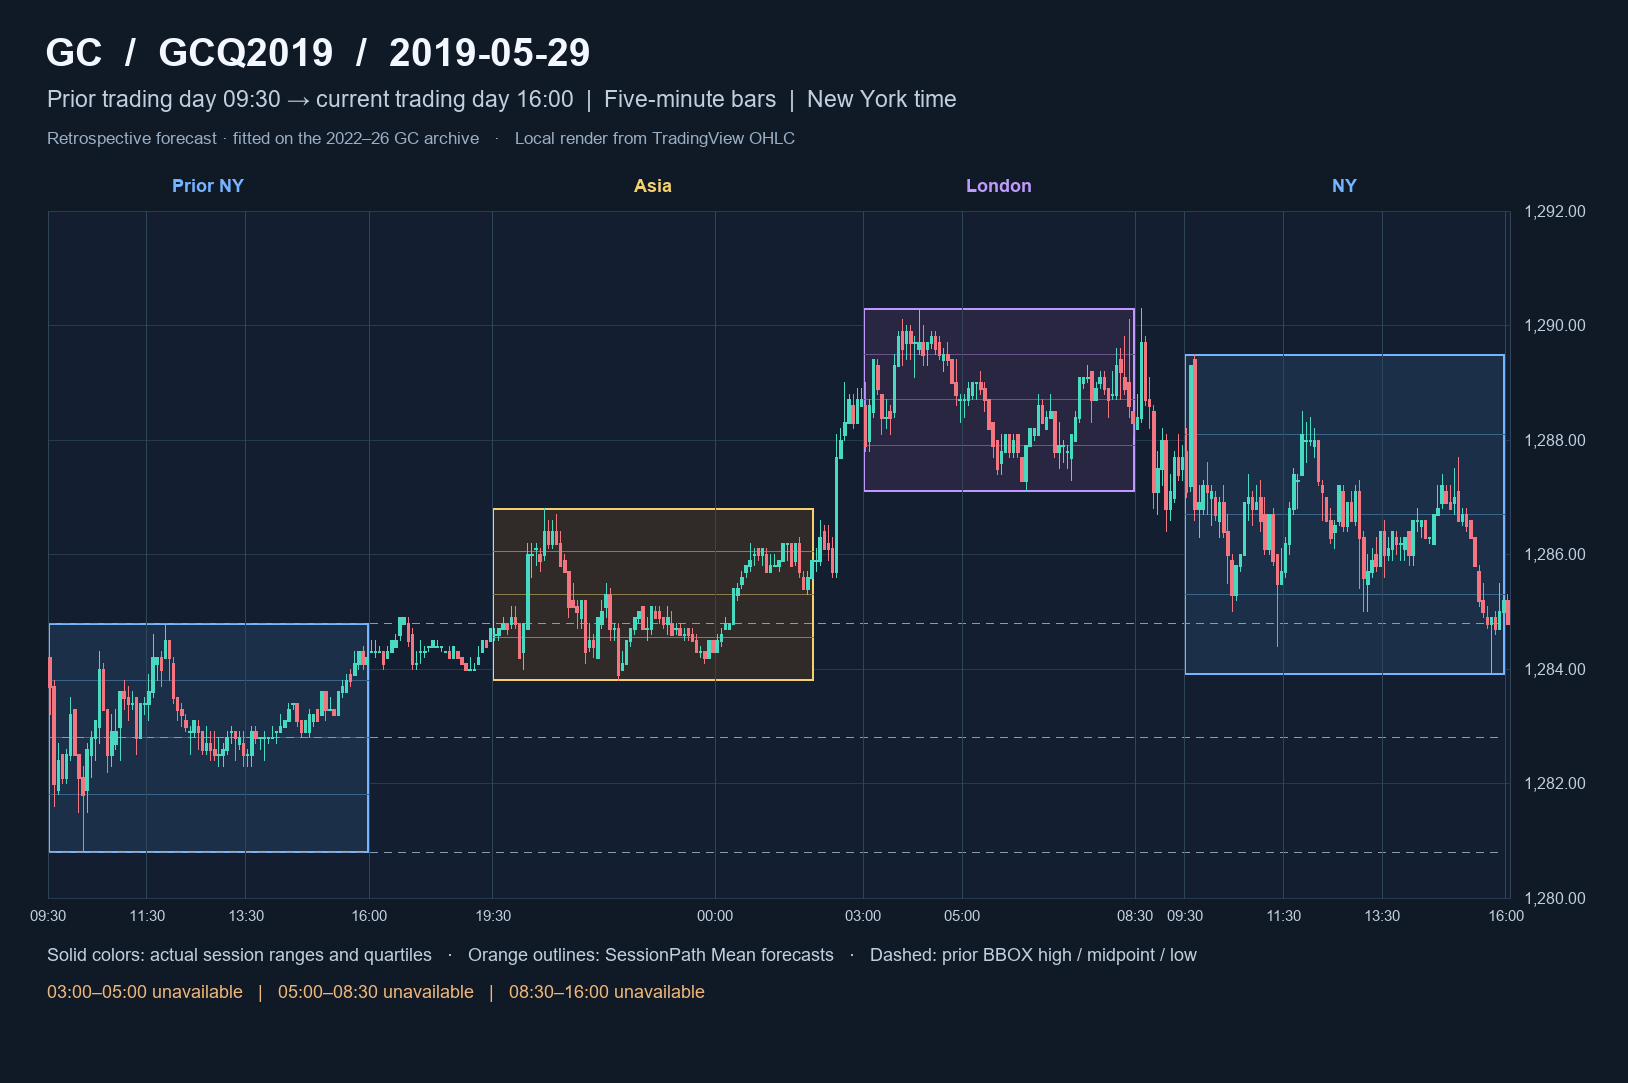 GC / GCQ2019 / 2019-05-29
Prior trading day 09:30 → current trading day 16:00 | Five-minute bars | New York time
Retrospective forecast · fitted on the 2022–26 GC archive · Local render from TradingView OHLC
Prior NY Asia London NY
1,292.00
1,290.00
1,288.00
1,286.00
1,284.00
1,282.00
1,280.00
09:30 11:30 13:30 16:00 19:30 00:00 03:00 05:00 08:30 09:30 11:30 13:30 16:00
Solid colors: actual session ranges and quartiles · Orange outlines: SessionPath Mean forecasts · Dashed: prior BBOX high / midpoint / low
03:00–05:00 unavailable | 05:00–08:30 unavailable | 08:30–16:00 unavailable